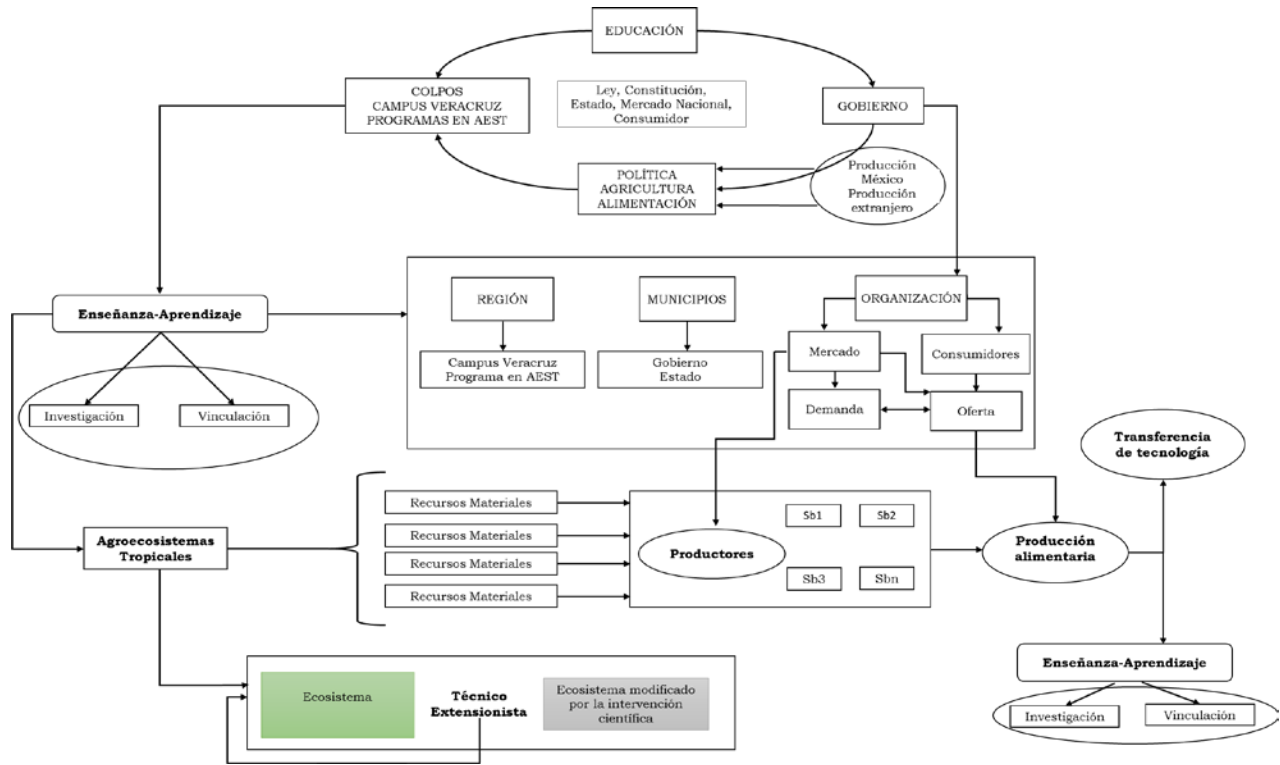 EDUCACIÓN
COLPOS
CAMPUS VERACRUZ
PROGRAMAS EN AEST
Ley, Constitución,
Estado, Mercado Nacional,
Consumidor
GOBIERNO
POLÍTICA
AGRICULTURA
ALIMENTACIÓN
Producción
México
Producción
extranjero
REGIÓN
MUNICIPIOS
ORGANIZACIÓN
Enseñanza-Aprendizaje
Campus Veracruz
Programa en AEST
Gobierno
Estado
Mercado
Consumidores
Investigación
Vinculación
Demanda
Oferta
Transferencia
de tecnología
Recursos Materiales
Recursos Materiales
Recursos Materiales
Recursos Materiales
Agroecosistemas
Tropicales
Productores
Sb1
Sb2
Sb3
Sbn
Producción
alimentaria
Enseñanza-Aprendizaje
Investigación
Vinculación
Ecosistema
Técnico
Extensionista
Ecosistema modificado
por la intervención
científica